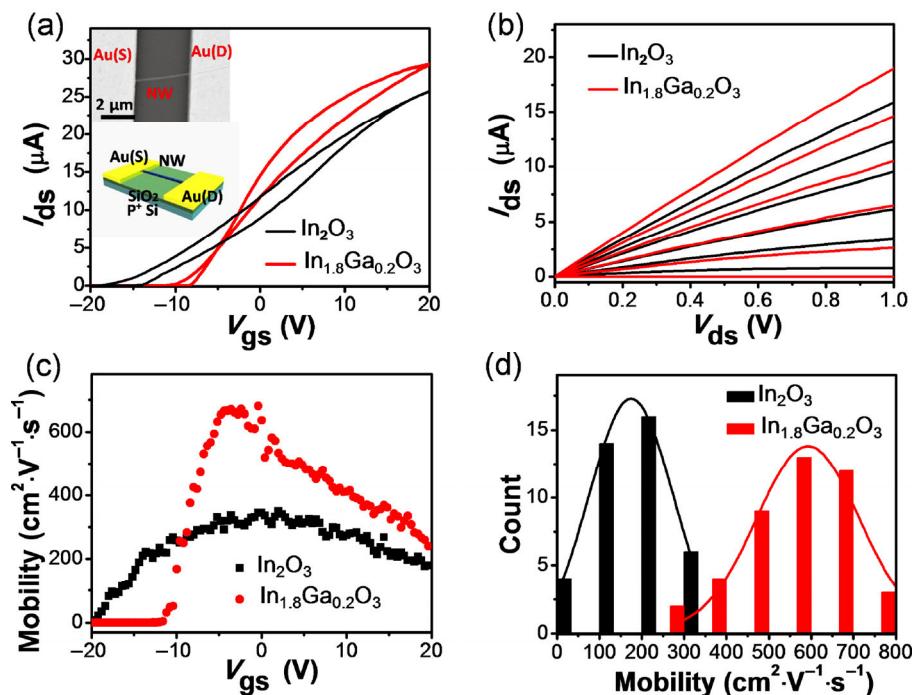 (a)
Au(S)
Au(D)
NW
2 μm
Au(S)
NW
SiO₂
P⁺ Si
Au(D)
In₂O₃
In₁.₈Ga₀.₂O₃
30
25
20
15
10
5
0
Ids (μA)
−20 −10 0 10 20
Vgs (V)
(b)
In₂O₃
In₁.₈Ga₀.₂O₃
20
15
10
5
0
Ids (μA)
0.0 0.2 0.4 0.6 0.8 1.0
Vds (V)
(c)
600
400
200
0
Mobility (cm²·V⁻¹·s⁻¹)
In₂O₃
In₁.₈Ga₀.₂O₃
−20 −10 0 10 20
Vgs (V)
(d)
In₂O₃
In₁.₈Ga₀.₂O₃
15
10
5
0
Count
0 100 200 300 400 500 600 700 800
Mobility (cm²·V⁻¹·s⁻¹)